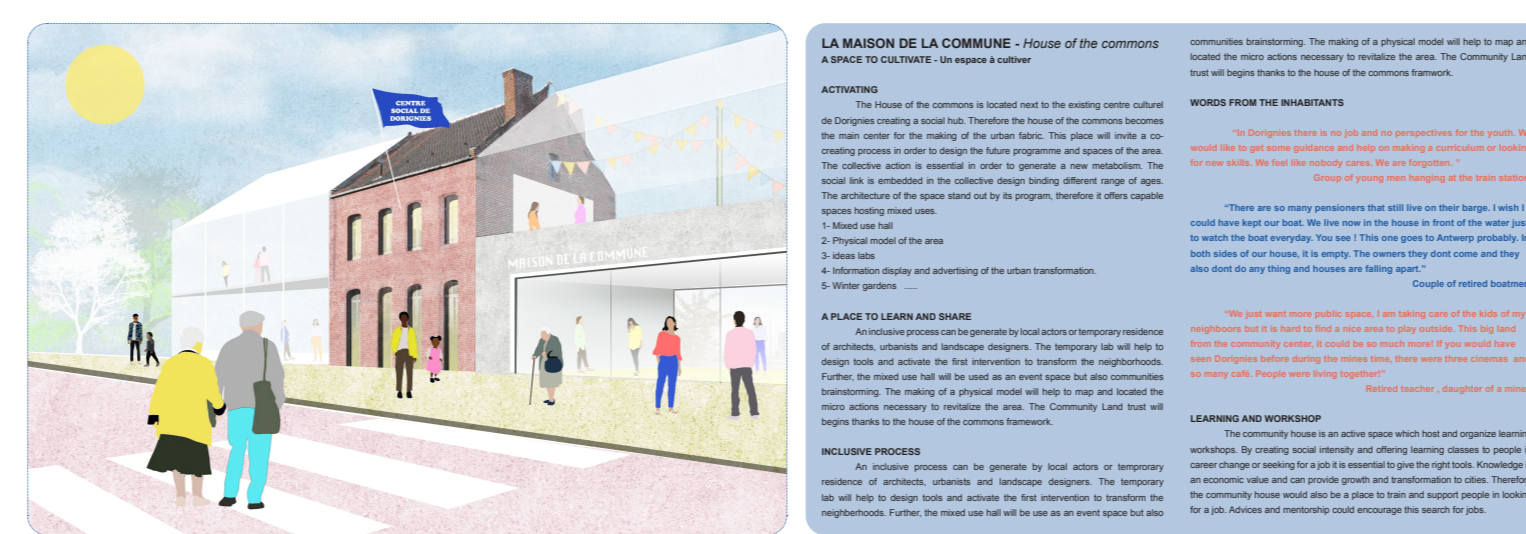 CENTRE
SOCIAL DE
DORIGNIES
MAISON DE LA COMMUNE
LA MAISON DE LA COMMUNE - House of the commons
A SPACE TO CULTIVATE - Un espace à cultiver
ACTIVATING
The House of the commons is located next to the existing centre culturel
de Dorignies creating a social hub. Therefore the house of the commons becomes
the main center for the making of the urban fabric. This place will invite a co-
creating process in order to design the future programme and spaces of the area.
The collective action is essential in order to generate a new metabolism. The
social link is embedded in the collective design binding different range of ages.
The architecture of the space stand out by its program, therefore it offers capable
spaces hosting mixed uses.
1- Mixed use hall
2- Physical model of the area
3- ideas labs
4- Information display and advertising of the urban transformation.
5- Winter gardens .....
A PLACE TO LEARN AND SHARE
An inclusive process can be generate by local actors or temporary residence
of architects, urbanists and landscape designers. The temporary lab will help to
design tools and activate the first intervention to transform the neighborhoods.
Further, the mixed use hall will be used as an event space but also communities
brainstorming. The making of a physical model will help to map and located the
micro actions necessary to revitalize the area. The Community Land trust will
begins thanks to the house of the commons framework.
INCLUSIVE PROCESS
An inclusive process can be generate by local actors or temprorary
residence of architects, urbanists and landscape designers. The temporary
lab will help to design tools and activate the first intervention to transform the
neighberhoods. Further, the mixed use hall will be use as an event space but also
communities brainstorming. The making of a physical model will help to map an
located the micro actions necessary to revitalize the area. The Community Lan
trust will begins thanks to the house of the commons framwork.
WORDS FROM THE INHABITANTS
“In Dorignies there is no job and no perspectives for the youth. W
would like to get some guidance and help on making a curriculum or lookin
for new skills. We feel like nobody cares. We are forgotten. ”
Group of young men hanging at the train station
“There are so many pensioners that still live on their barge. I wish I
could have kept our boat. We live now in the house in front of the water jus
to watch the boat everyday. You see ! This one goes to Antwerp probably. In
both sides of our house, it is empty. The owners they dont come and they
also dont do any thing and houses are falling apart.”
Couple of retired boatmen
“We just want more public space, I am taking care of the kids of my
neighboors but it is hard to find a nice area to play outside. This big land
from the community center, it could be so much more! If you would have
seen Dorignies before during the mines time, there were three cinemas and
so many café. People were living together!”
Retired teacher , daughter of a mine
LEARNING AND WORKSHOP
The community house is an active space which host and organize learnin
workshops. By creating social intensity and offering learning classes to people i
career change or seeking for a job it is essential to give the right tools. Knowledge
an economic value and can provide growth and transformation to cities. Therefor
the community house would also be a place to train and support people in lookin
for a job. Advices and mentorship could encourage this search for jobs.